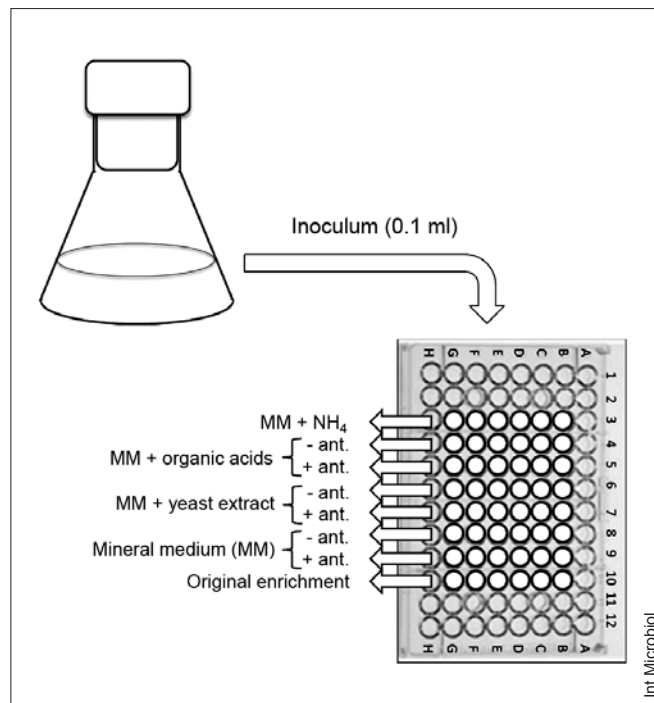 Inoculum (0.1 ml)
H G F E D C B A
1
2
3
4
5
6
7
8
9
10
11
12
MM + NH4
MM + organic acids
- ant.
+ ant.
MM + yeast extract
- ant.
+ ant.
Mineral medium (MM)
- ant.
+ ant.
Original enrichment
H G F E D C B A
Int Microbiol